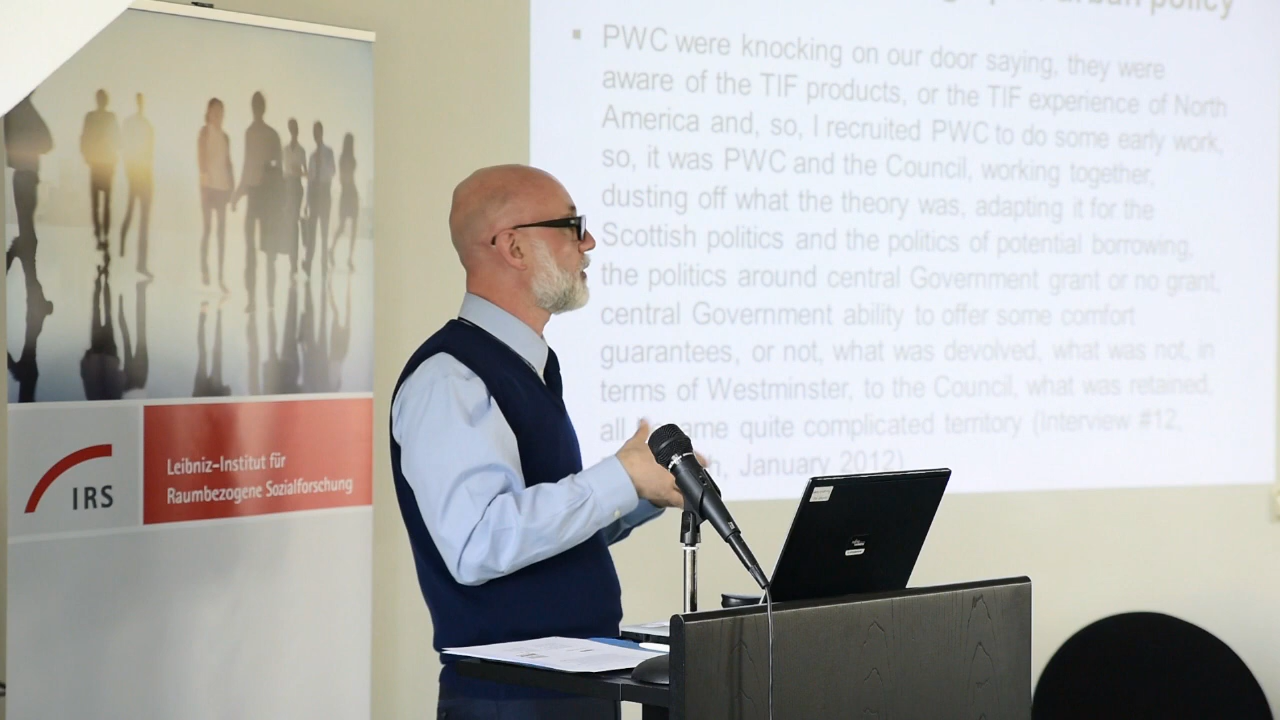 urban policy
PWC were knocking on our door saying, they were
aware of the TIF products, or the TIF experience of North
America and, so, I recruited PWC to do some early work,
so, it was PWC and the Council, working together,
dusting off what the theory was, adapting it for the
Scottish politics and the politics of potential borrowing,
the politics around central Government grant or no grant,
central Government ability to offer some comfort
guarantees, or not, what was devolved, what was not, in
terms of Westminster, to the Council, what was retained,
all quite complicated territory (Interview #12,
January 2012)
IRS
Leibniz-Institut für
Raumbezogene Sozialforschung